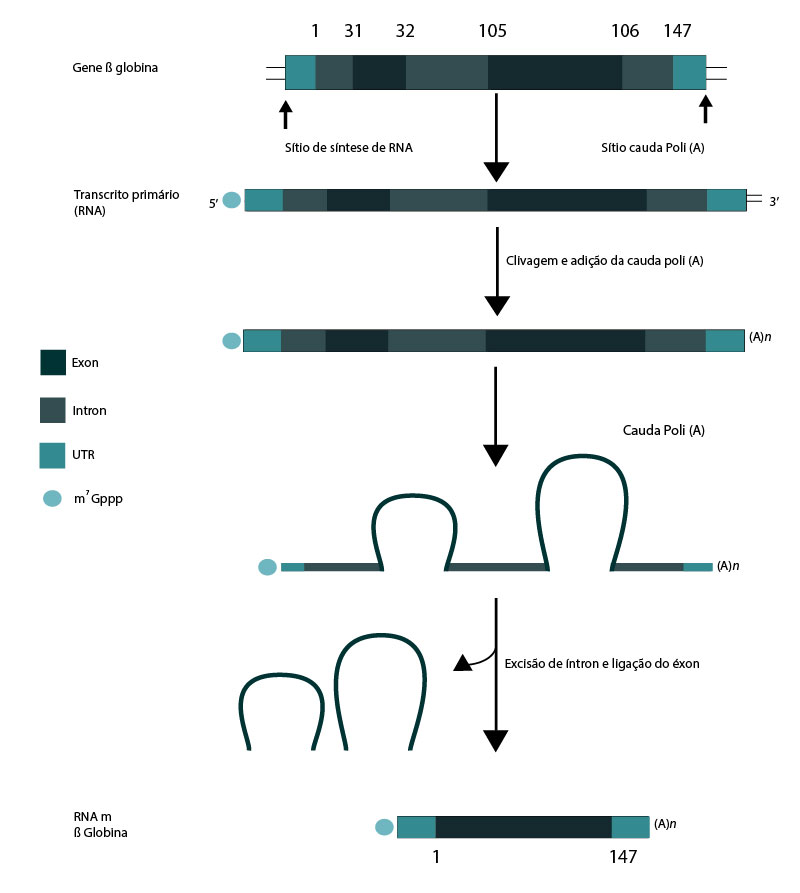 1 31 32 105 106 147
Gene ß globina
Sítio de síntese de RNA
Sítio cauda Poli (A)
Transcrito primário
(RNA)
5’
3’
Clivagem e adição da cauda poli (A)
(A)n
Exon
Intron
UTR
m⁷Gppp
Cauda Poli (A)
(A)n
Excisão de íntron e ligação do éxon
RNA m
ß Globina
(A)n
1 147